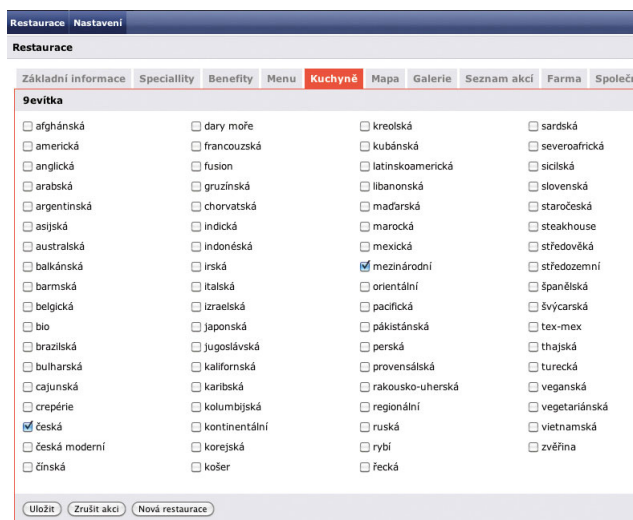 Restaurace Nastavení
Restaurace
Základní informace Speciallity Benefity Menu Kuchyně Mapa Galerie Seznam akcí Farma Společn
9evítka
afghánská dary moře kreolská sardská
americká francouzská kubánská severoafrická
anglická fusion latinskoamerická sicilská
arabská gruzínská libanonská slovenská
argentinská chorvatská maďarská staročeská
asijská indická marocká steakhouse
australská indonéská mexická středověká
balkánská irská mezinárodní středozemní
barmská italská orientální španělská
belgická izraelská pacifická švýcarská
bio japonská pákistánská tex-mex
brazilská jugoslávská perská thajská
bulharská kalifornská provensálská turecká
cajunská karibská rakousko-uherská veganská
crepérie kolumbijská regionální vegetariánská
česká kontinentální ruská vietnamská
česká moderní korejská rybí zvěřina
čínská košer řecká
Uložit Zrušit akci Nová restaurace